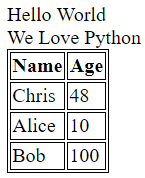 Hello World
We Love Python
Name Age
Chris 48
Alice 10
Bob 100